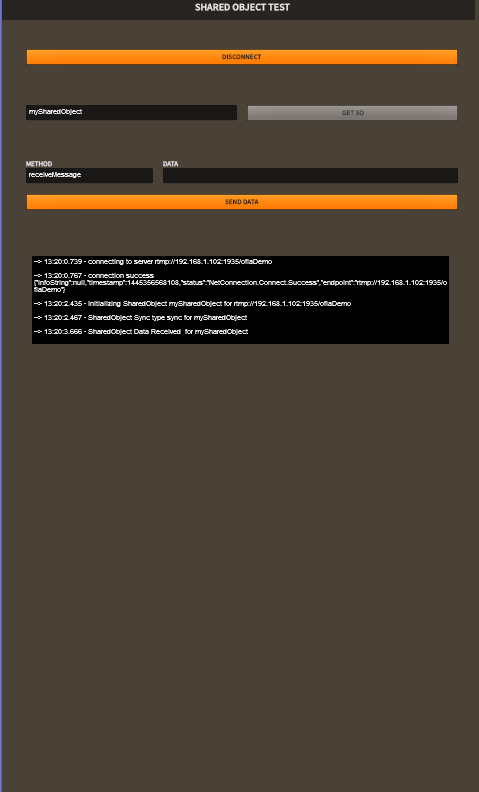 SHARED OBJECT TEST
DISCONNECT
mySharedObject
GET SO
METHOD
DATA
receiveMessage
SEND DATA
--> 13:20:0.739 - connecting to server rtmp://192.168.1.102:1935/oflaDemo
--> 13:20:0.767 - connection success
{"infoString":null,"timestamp":1445356568108,"status":"NetConnection.Connect.Success","endpoint":"rtmp://192.168.1.102:1935/o
flaDemo"}
--> 13:20:2.435 - Initializing SharedObject mySharedObject for rtmp://192.168.1.102:1935/oflaDemo
--> 13:20:2.467 - SharedObject Sync type sync for mySharedObject
--> 13:20:3.666 - SharedObject Data Received  for mySharedObject